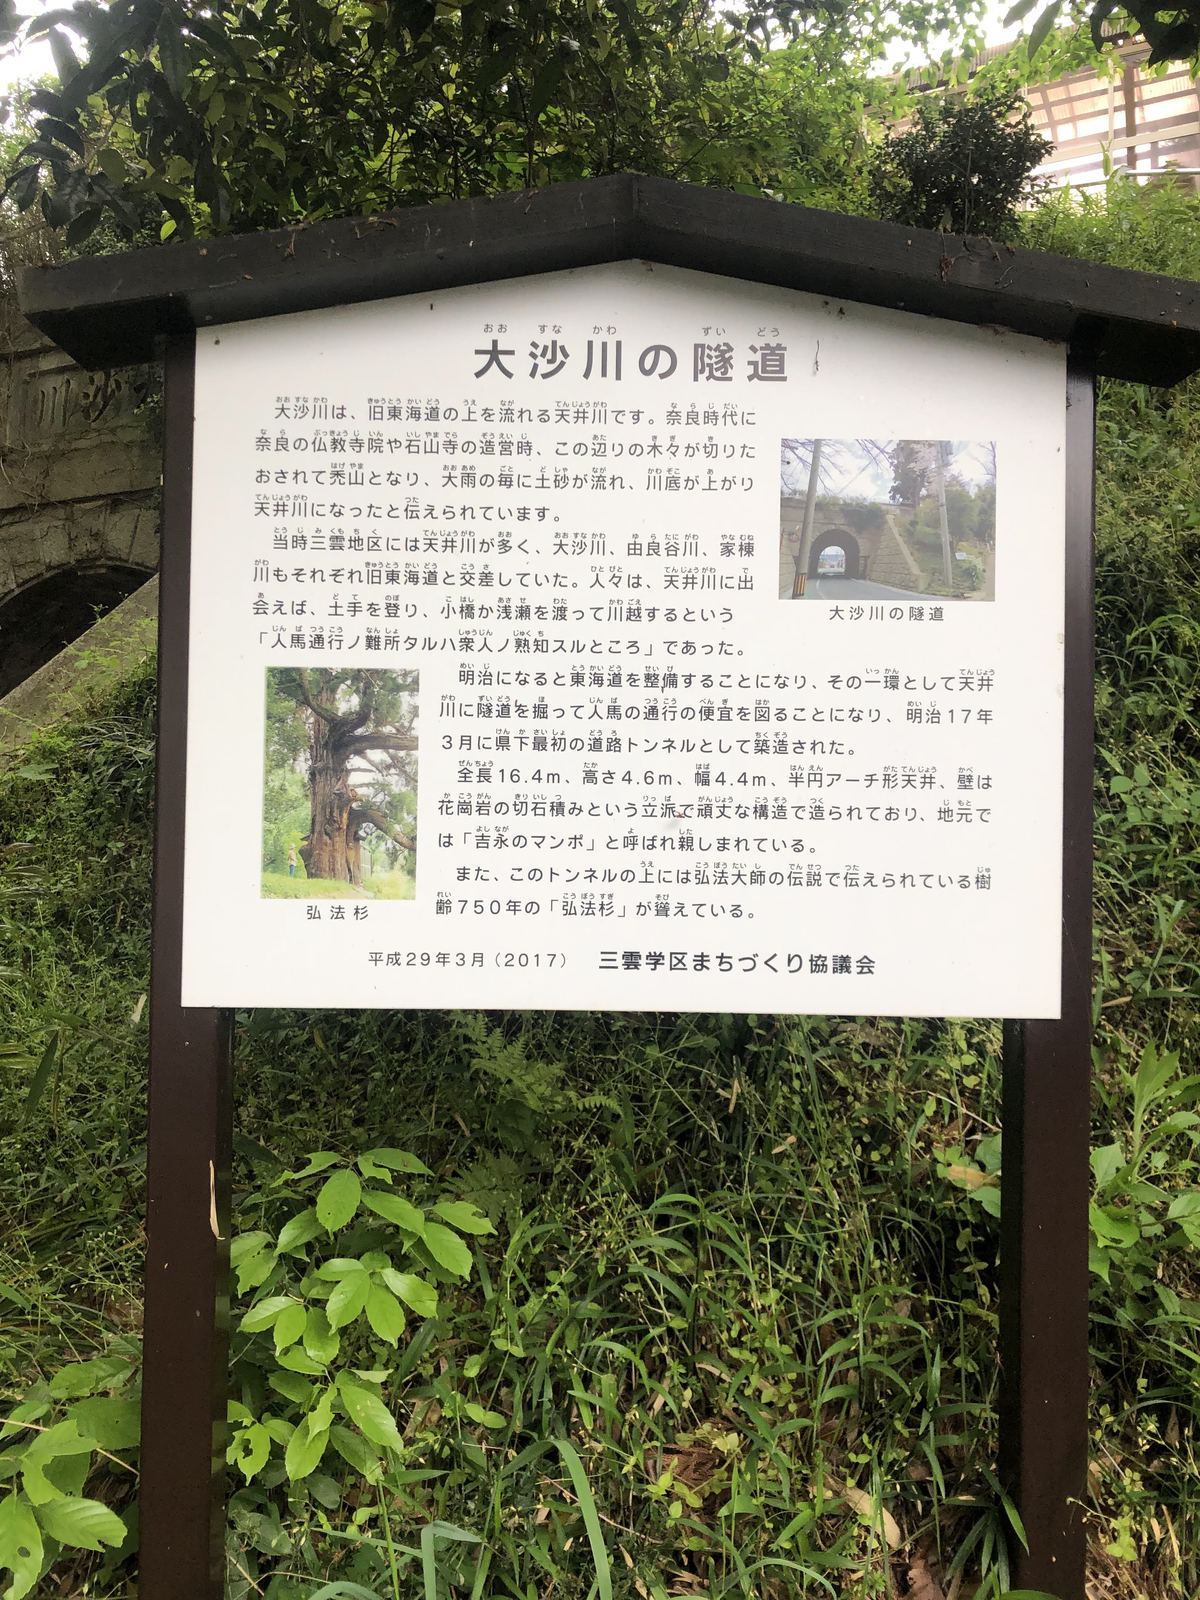 大沙川の隧道
大沙川は、旧東海道の上を流れる天井川です。奈良時代に
奈良の仏教寺院や石山寺の造営時、この辺りの木々が切りた
おされて禿山となり、大雨の毎に土砂が流れ、川底が上がり
天井川になったと伝えられています。
当時三雲地区には天井川が多く、大沙川、由良谷川、家棟
川もそれぞれ旧東海道と交差していた。人々は、天井川に出
会えば、土手を登り、小橋か浅瀬を渡って川越するという
「人馬通行ノ難所タルハ衆人ノ熟知スルところ」であった。
大沙川の隧道
明治になると東海道を整備することになり、その一環として天井
川に隧道を掘って人馬の通行の便宜を図ることになり、明治17年
3月に県下最初の道路トンネルとして築造された。
全長16.4m、高さ4.6m、幅4.4m、半円アーチ形天井、壁は
花崗岩の切石積みという立派で頑丈な構造で造られており、地元で
は「吉永のマンポ」と呼ばれ親しまれている。
また、このトンネルの上には弘法大師の伝説で伝えられている樹
齢750年の「弘法杉」が聳えている。
弘法杉
平成29年3月(2017) 三雲学区まちづくり協議会
川沙